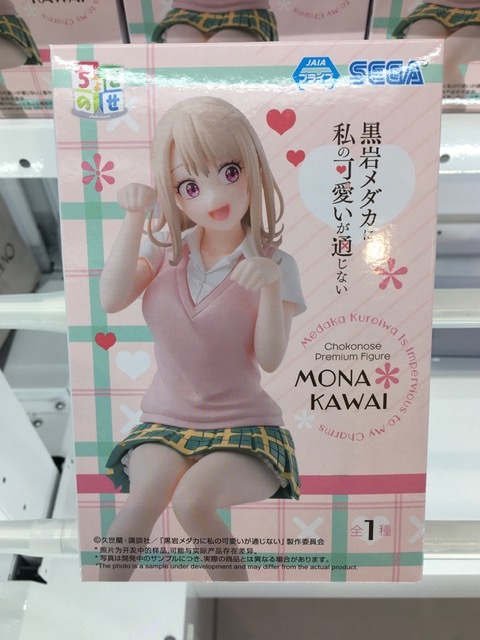 KAWAI
ちょこのせ
JAIA
プライズ
SEGA
黒岩メダカに
私の可愛いが通じない
Medaka Kuroiwa Is Impervious to My Charms
Chokonose
Premium Figure
MONA
KAWAI
全1種
©久世蘭・講談社／「黒岩メダカに私の可愛いが通じない」製作委員会
* 照片为开发中的样品,可能与实际产品存在差异。
* 写真は開発中のサンプルにつき、実際の商品とは異なる場合があります。
*The photo is a sample under development and may differ from the actual product.